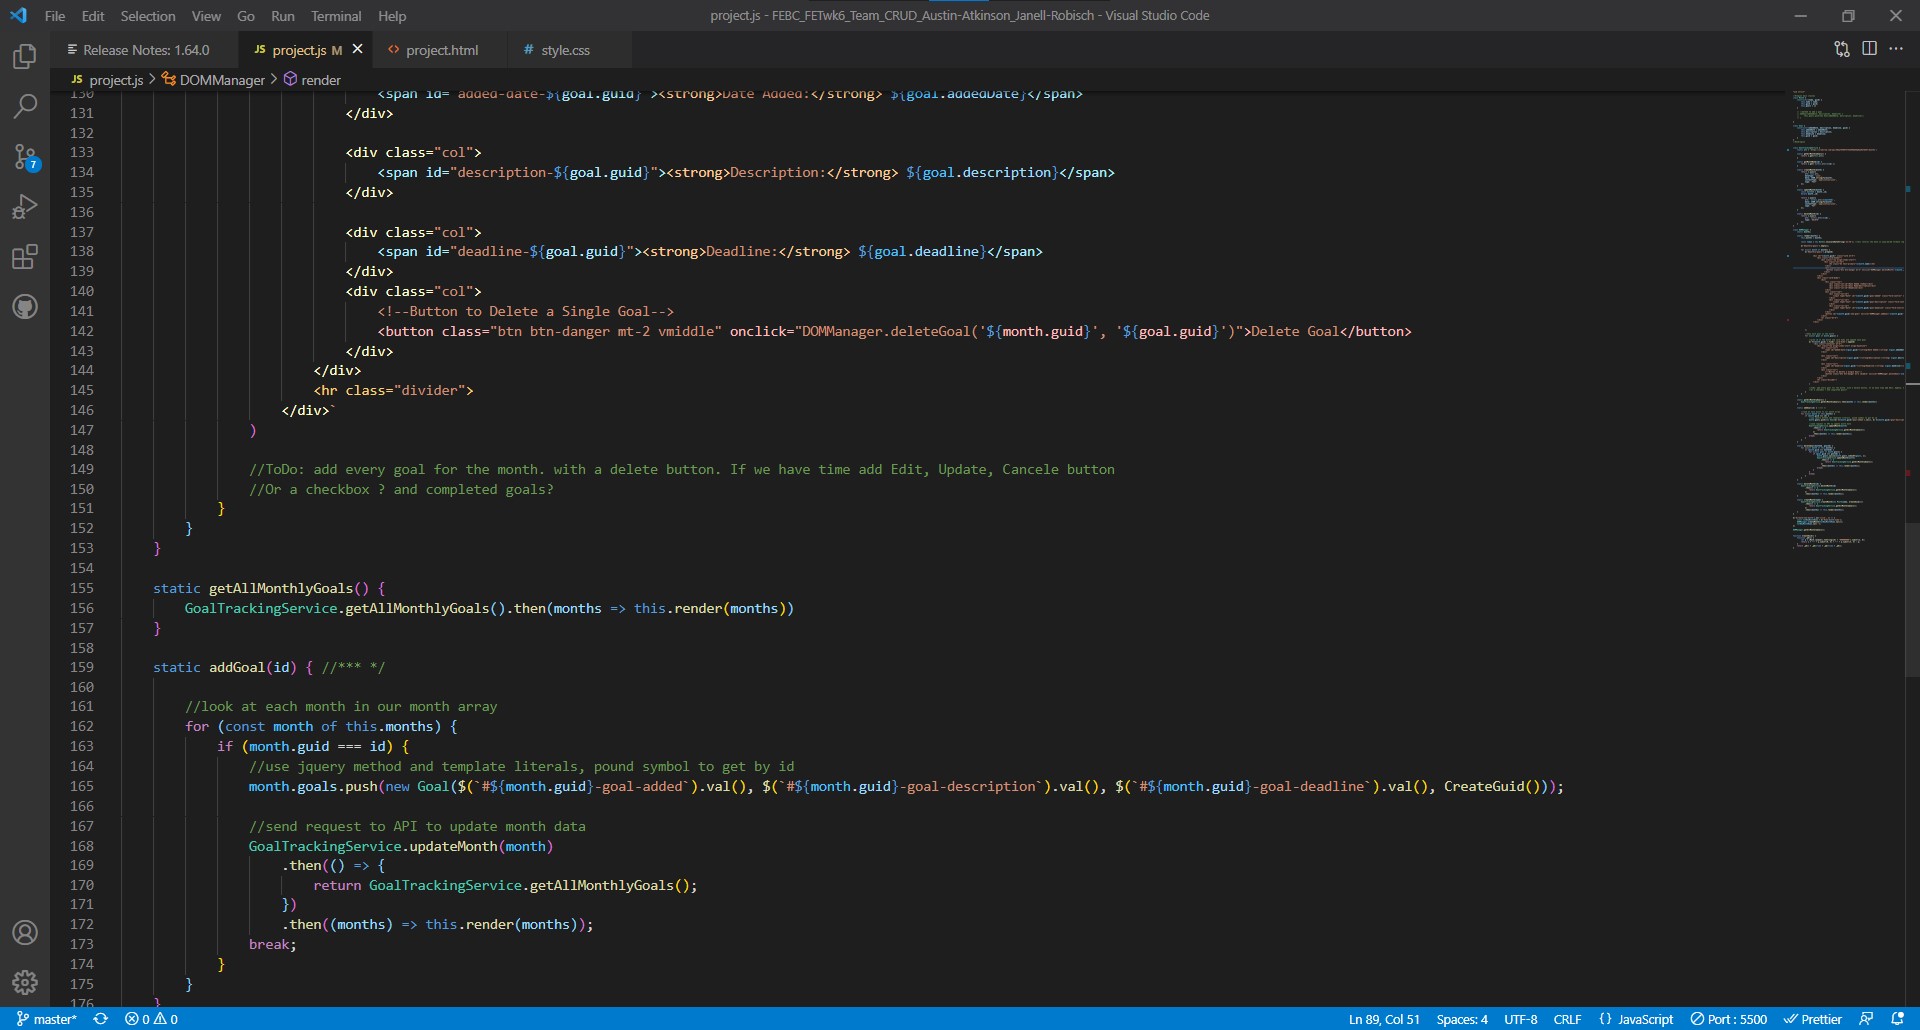 File Edit Selection View Go Run Terminal Help
project.js - FEBC_FETwk6_Team_CRUD_Austin-Atkinson_Janell-Robisch - Visual Studio Code
Release Notes: 1.64.0
JS project.js M
<> project.html
# style.css
JS project.js > DOMManager > render
130 <span id="added-date-${goal.guid}"><strong>Date Added:</strong> ${goal.addedDate}</span>
131 </div>
132
133 <div class="col">
134 <span id="description-${goal.guid}"><strong>Description:</strong> ${goal.description}</span>
135 </div>
136
137 <div class="col">
138 <span id="deadline-${goal.guid}"><strong>Deadline:</strong> ${goal.deadline}</span>
139 </div>
140 <div class="col">
141 <!--Button to Delete a Single Goal-->
142 <button class="btn btn-danger mt-2 vmiddle" onclick="DOMManager.deleteGoal('${month.guid}', '${goal.guid}')">Delete Goal</button>
143 </div>
144 </div>
145 <hr class="divider">
146 </div>`
147 )
148
149 //ToDo: add every goal for the month. with a delete button. If we have time add Edit, Update, Cancele button
150 //Or a checkbox ? and completed goals?
151 }
152 }
153 }
154
155 static getAllMonthlyGoals() {
156 GoalTrackingService.getAllMonthlyGoals().then(months => this.render(months))
157 }
158
159 static addGoal(id) { //*** */
160
161 //look at each month in our month array
162 for (const month of this.months) {
163 if (month.guid === id) {
164 //use jquery method and template literals, pound symbol to get by id
165 month.goals.push(new Goal($(`#${month.guid}-goal-added`).val(), $(`#${month.guid}-goal-description`).val(), $(`#${month.guid}-goal-deadline`).val(), CreateGuid()));
166
167 //send request to API to update month data
168 GoalTrackingService.updateMonth(month)
169 .then(() => {
170 return GoalTrackingService.getAllMonthlyGoals();
171 })
172 .then((months) => this.render(months));
173 break;
174 }
175 }
176 }
7
master* 0 0
Ln 89, Col 51 Spaces: 4 UTF-8 CRLF {} JavaScript Port : 5500 Prettier